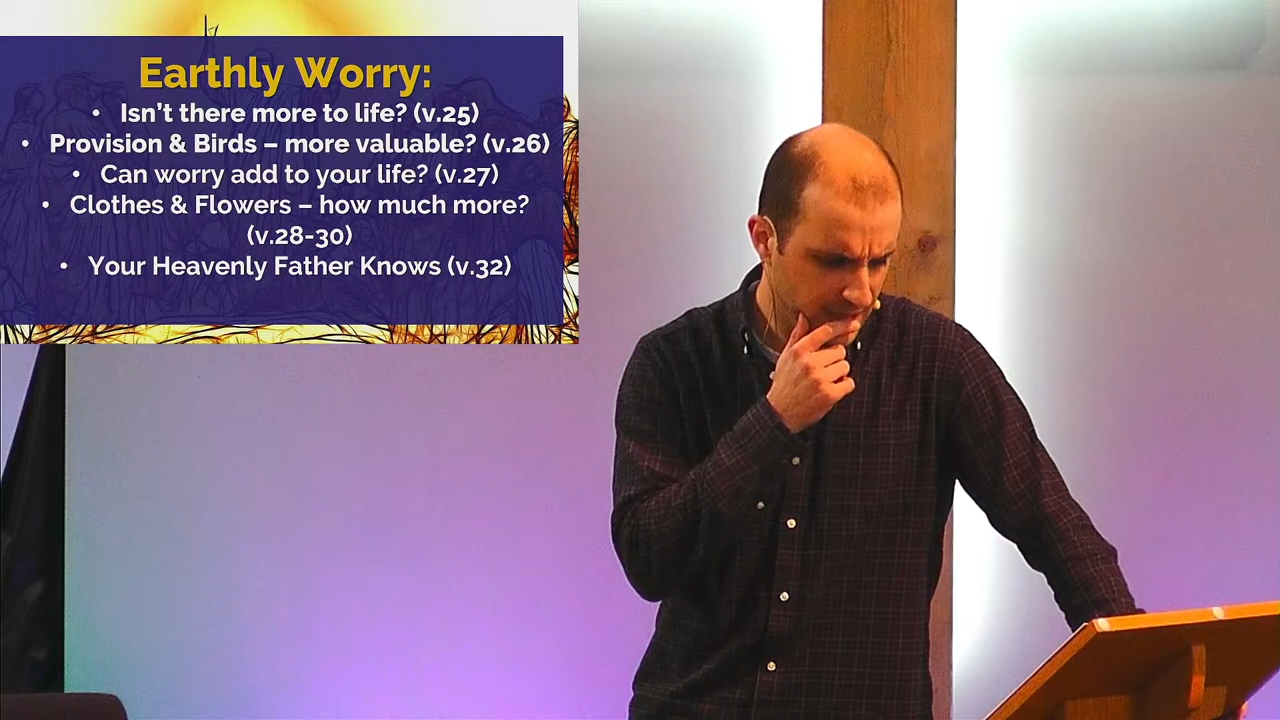 Earthly Worry:
• Isn't there more to life? (v.25)
• Provision & Birds – more valuable? (v.26)
• Can worry add to your life? (v.27)
• Clothes & Flowers – how much more?
(v.28-30)
• Your Heavenly Father Knows (v.32)